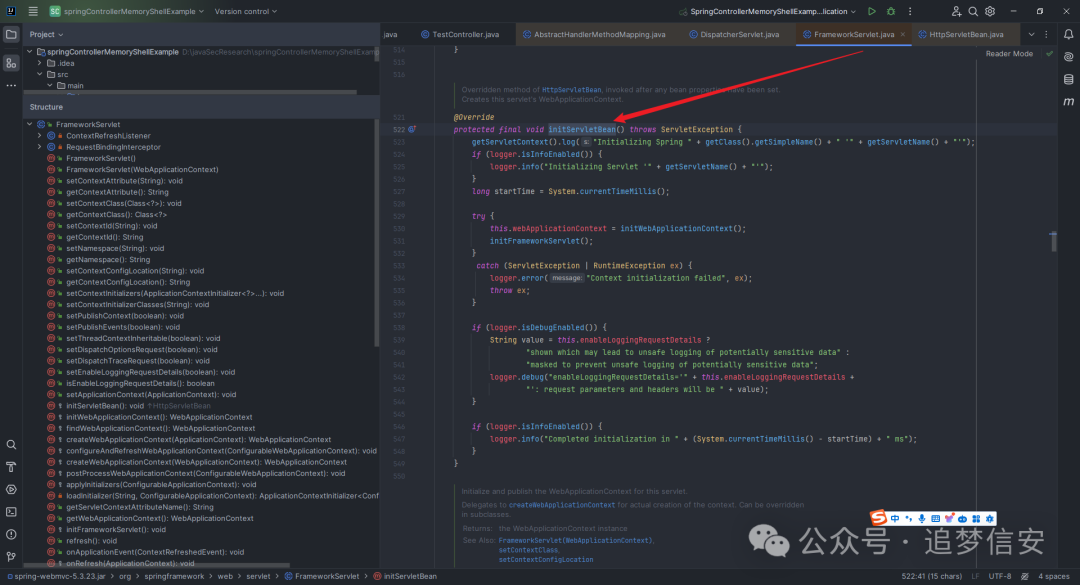 springControllerMemoryShellExample
Version control
SpringControllerMemoryShellExamp...lication
Project
.java
TestController.java
AbstractHandlerMethodMapping.java
DispatcherServlet.java
FrameworkServlet.java
HttpServletBean.java
springControllerMemoryShellExample D:\javaSecResearch\springControllerMemoryShellExamp
.idea
src
main
Reader Mode
Structure
FrameworkServlet
ContextRefreshListener
RequestBindingInterceptor
FrameworkServlet()
FrameworkServlet(WebApplicationContext)
setContextAttribute(String): void
getContextAttribute(): String
setContextClass(Class<?>): void
getContextClass(): Class<?>
setContextId(String): void
getContextId(): String
setNamespace(String): void
getNamespace(): String
setContextConfigLocation(String): void
getContextConfigLocation(): String
setContextInitializers(ApplicationContextInitializer<?>...): void
setContextInitializerClasses(String): void
setPublishContext(boolean): void
setPublishEvents(boolean): void
setThreadContextInheritable(boolean): void
setDispatchOptionsRequest(boolean): void
setDispatchTraceRequest(boolean): void
setEnableLoggingRequestDetails(boolean): void
isEnableLoggingRequestDetails(): boolean
setApplicationContext(ApplicationContext): void
initServletBean(): void ↑HttpServletBean
initWebApplicationContext(): WebApplicationContext
findWebApplicationContext(): WebApplicationContext
createWebApplicationContext(ApplicationContext): WebApplicationContext
configureAndRefreshWebApplicationContext(ConfigurableWebApplicationContext): void
createWebApplicationContext(WebApplicationContext): WebApplicationContext
postProcessWebApplicationContext(ConfigurableWebApplicationContext): void
applyInitializers(ConfigurableApplicationContext): void
loadInitializer(String, ConfigurableApplicationContext): ApplicationContextInitializer<Conf
getServletContextAttributeName(): String
getWebApplicationContext(): WebApplicationContext
initFrameworkServlet(): void
refresh(): void
onApplicationEvent(ContextRefreshedEvent): void
onRefresh(ApplicationContext): void
514 }
515
516
Overridden method of HttpServletBean, invoked after any bean properties have been set.
Creates this servlet's WebApplicationContext.
521 @Override
522 protected final void initServletBean() throws ServletException {
523 getServletContext().log( s: "Initializing Spring " + getClass().getSimpleName() + " '" + getServletName() + "'");
524 if (logger.isInfoEnabled()) {
525 logger.info("Initializing Servlet '" + getServletName() + "'");
526 }
527 long startTime = System.currentTimeMillis();
528
529 try {
530 this.webApplicationContext = initWebApplicationContext();
531 initFrameworkServlet();
532 }
533 catch (ServletException | RuntimeException ex) {
534 logger.error( message: "Context initialization failed", ex);
535 throw ex;
536 }
537
538 if (logger.isDebugEnabled()) {
539 String value = this.enableLoggingRequestDetails ?
540 "shown which may lead to unsafe logging of potentially sensitive data" :
541 "masked to prevent unsafe logging of potentially sensitive data";
542 logger.debug("enableLoggingRequestDetails='" + this.enableLoggingRequestDetails +
543 "': request parameters and headers will be " + value);
544 }
545
546 if (logger.isInfoEnabled()) {
547 logger.info("Completed initialization in " + (System.currentTimeMillis() - startTime) + " ms");
548 }
549 }
550
Initialize and publish the WebApplicationContext for this servlet.
Delegates to createWebApplicationContext for actual creation of the context. Can be overridden
in subclasses.
Returns: the WebApplicationContext instance
See Also: FrameworkServlet(WebApplicationContext),
setContextClass,
setContextConfigLocation
中
公众号 · 追梦信安
spring-webmvc-5.3.23.jar > org > springframework > web > servlet > FrameworkServlet > initServletBean
522:41 (15 chars) LF UTF-8 4 spaces